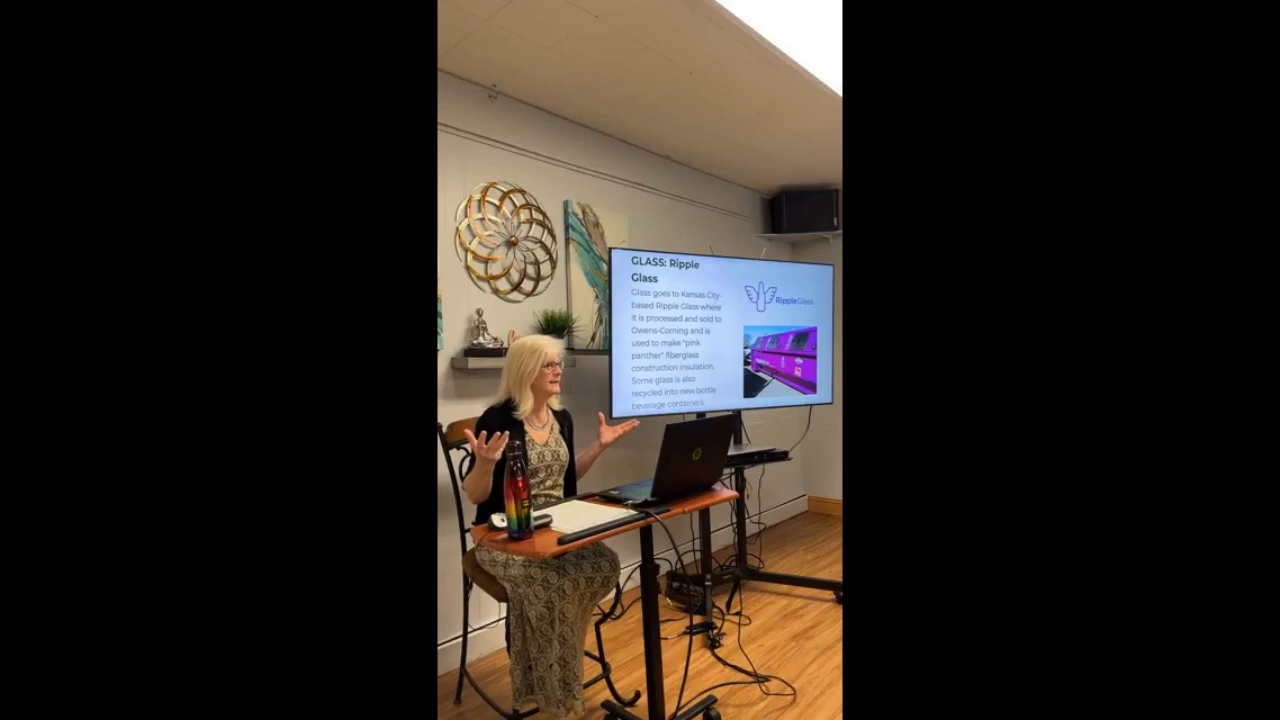 GLASS: Ripple
Glass
Glass goes to Kansas City-
based Ripple Glass where
it is processed and sold to
Owens-Corning and is
used to make "pink
panther" fiberglass
construction insulation.
Some glass is also
recycled into new bottle
beverage containers.
RippleGlass
hp